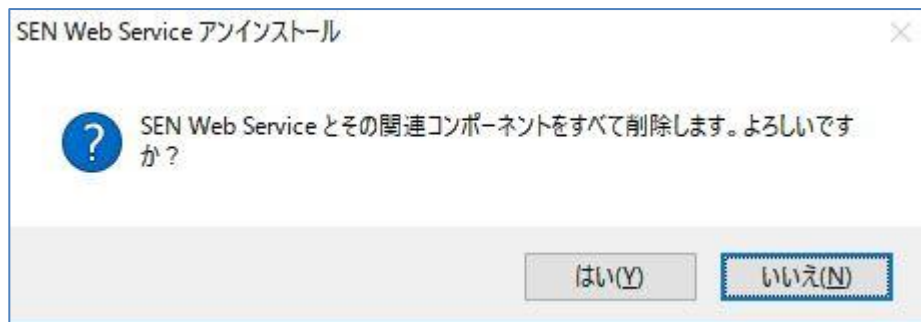 SEN Web Service アンインストール
SEN Web Service とその関連コンポーネントをすべて削除します。よろしいです
か？
はい(Y)
いいえ(N)